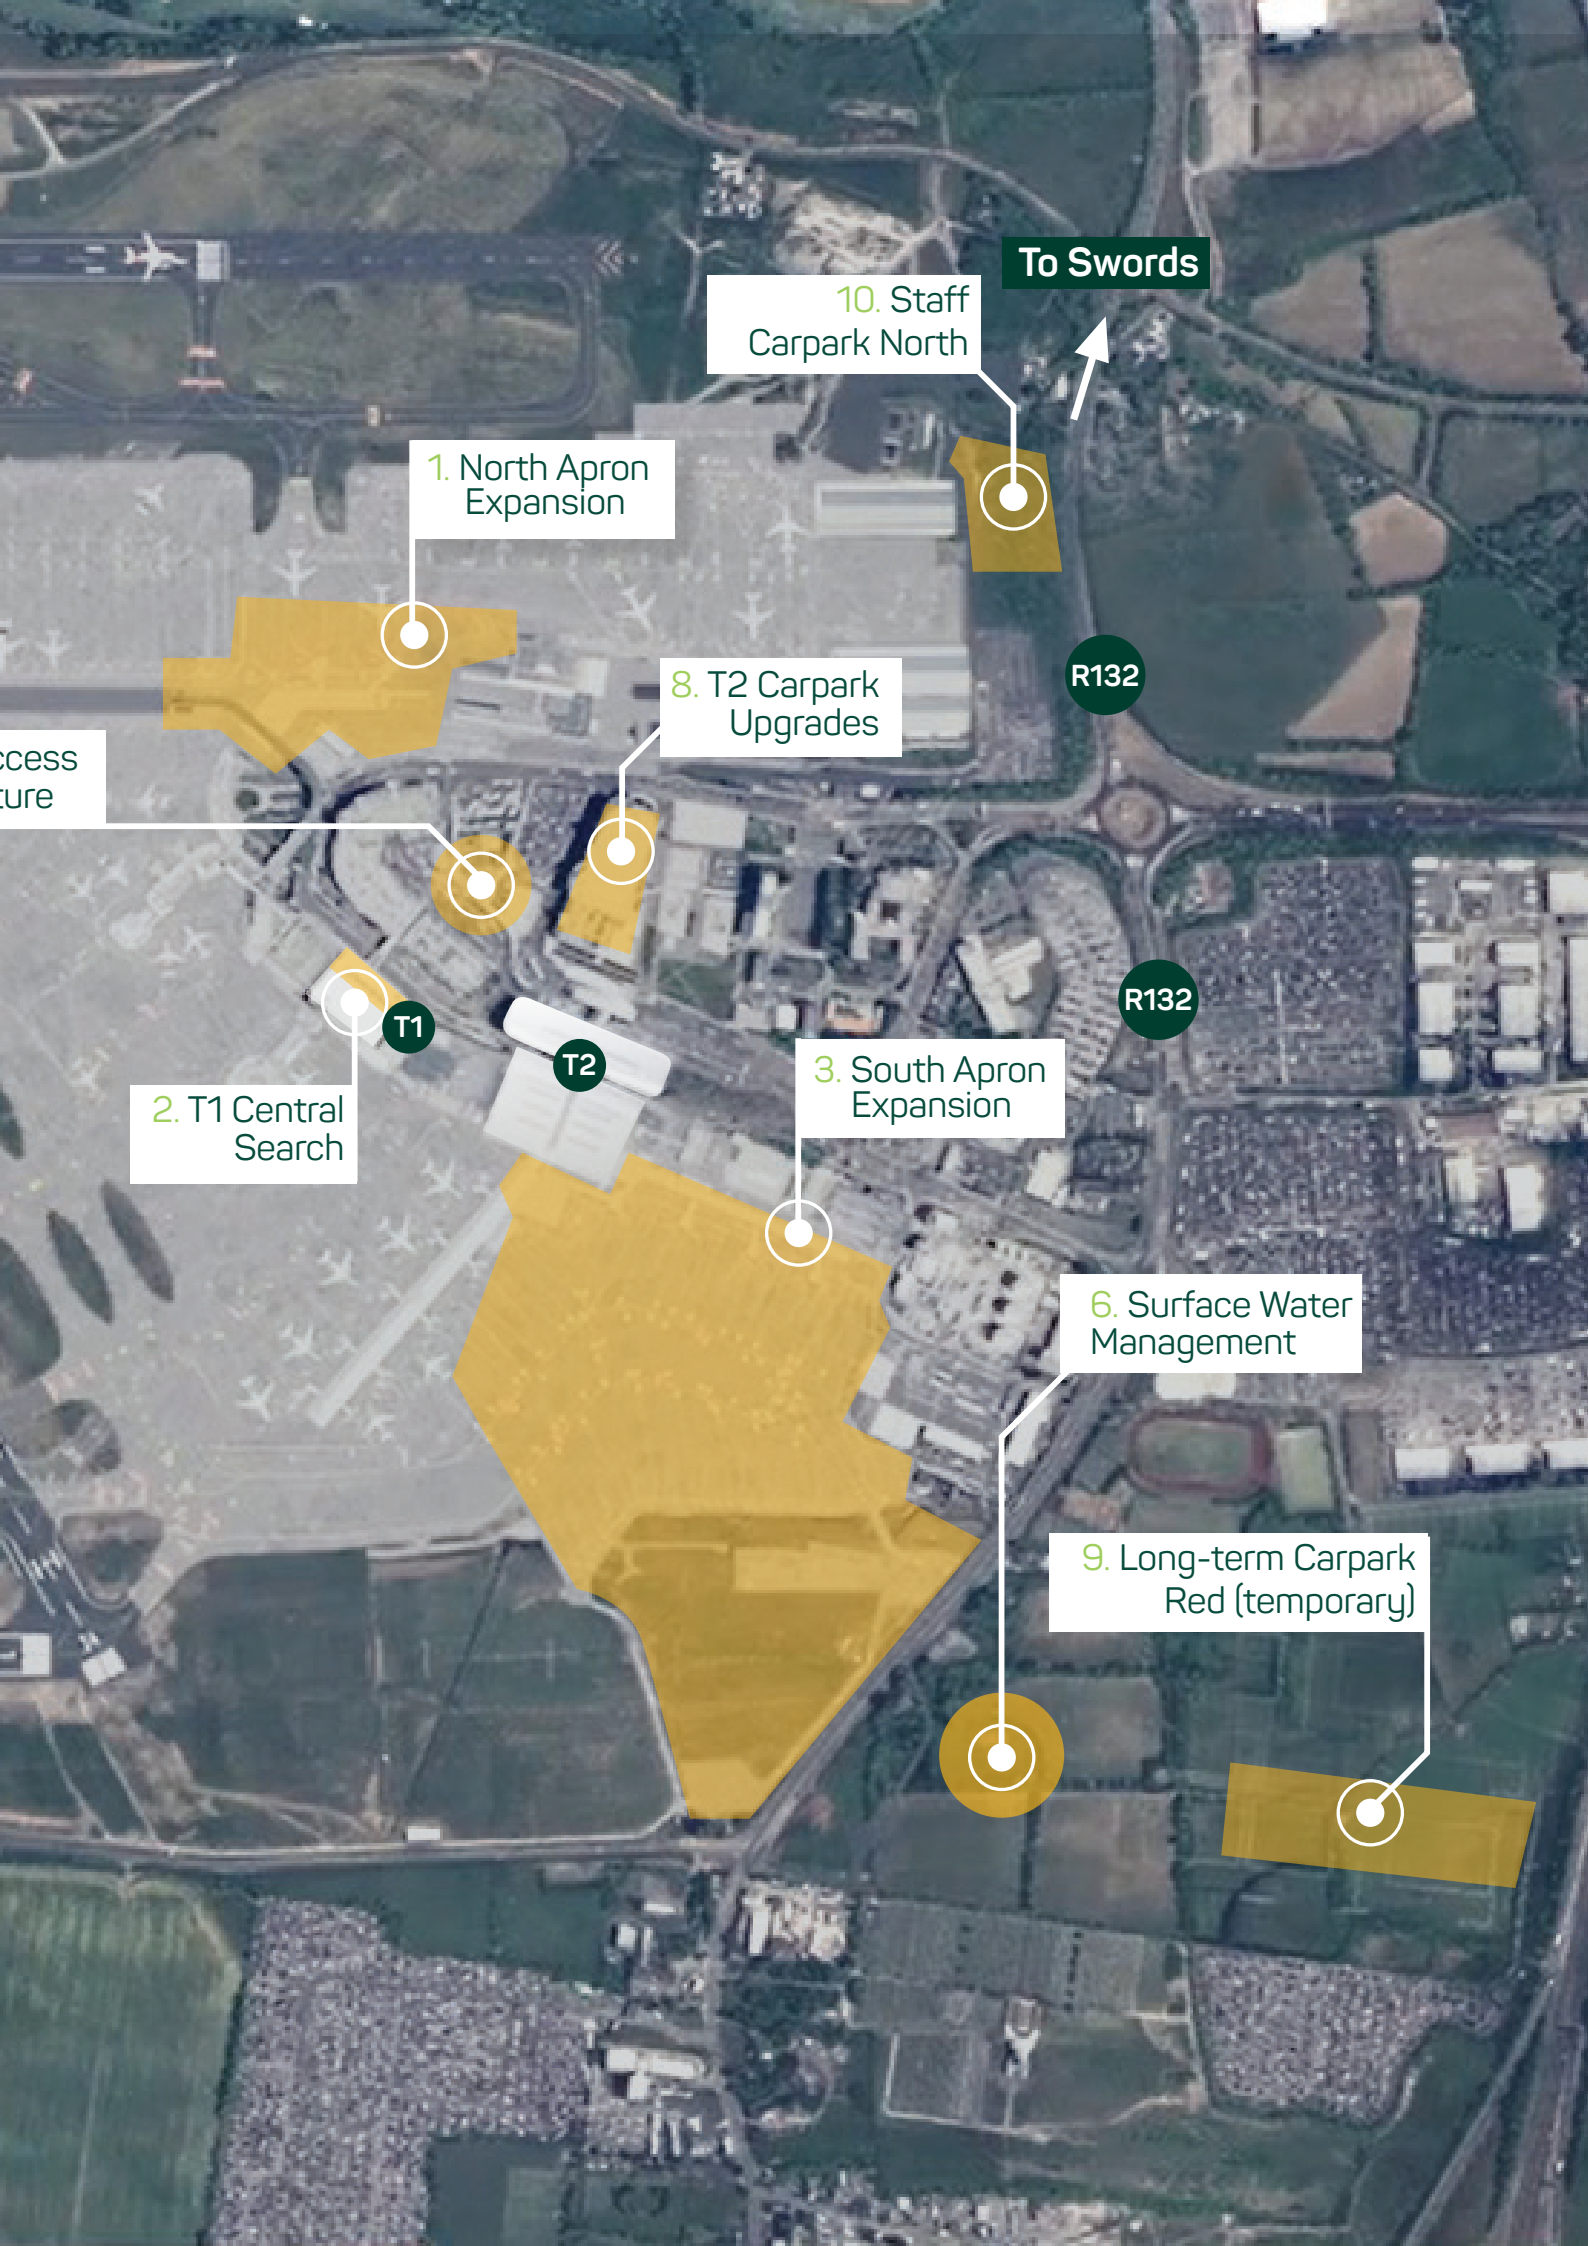 To Swords
10. Staff
Carpark North
1. North Apron
Expansion
R132
8. T2 Carpark
Upgrades
ccess
ture
R132
T1
T2
3. South Apron
Expansion
2. T1 Central
Search
6. Surface Water
Management
9. Long-term Carpark
Red (temporary)